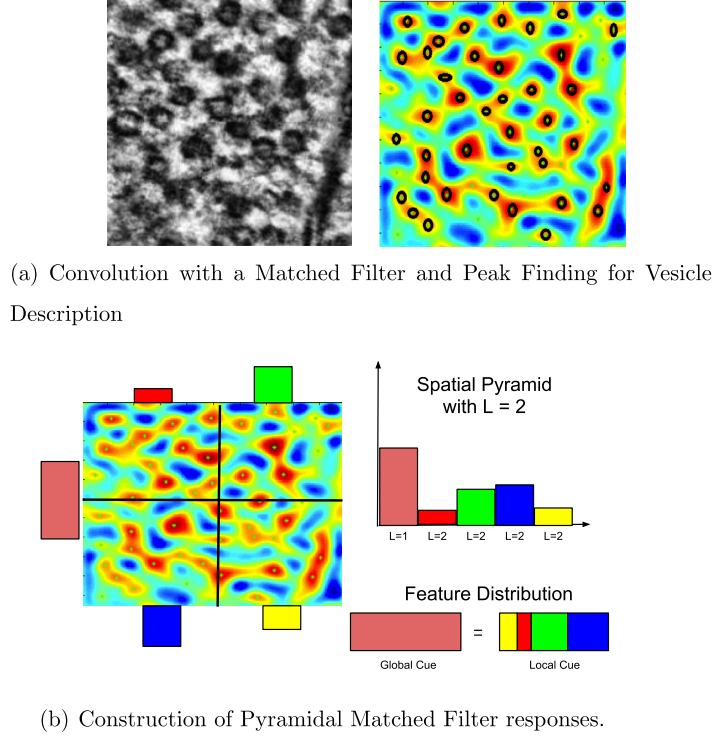 (a) Convolution with a Matched Filter and Peak Finding for Vesicle
Description
Spatial Pyramid
with L = 2
L=1 L=2 L=2 L=2 L=2
Feature Distribution
=
Global Cue Local Cue
(b) Construction of Pyramidal Matched Filter responses.